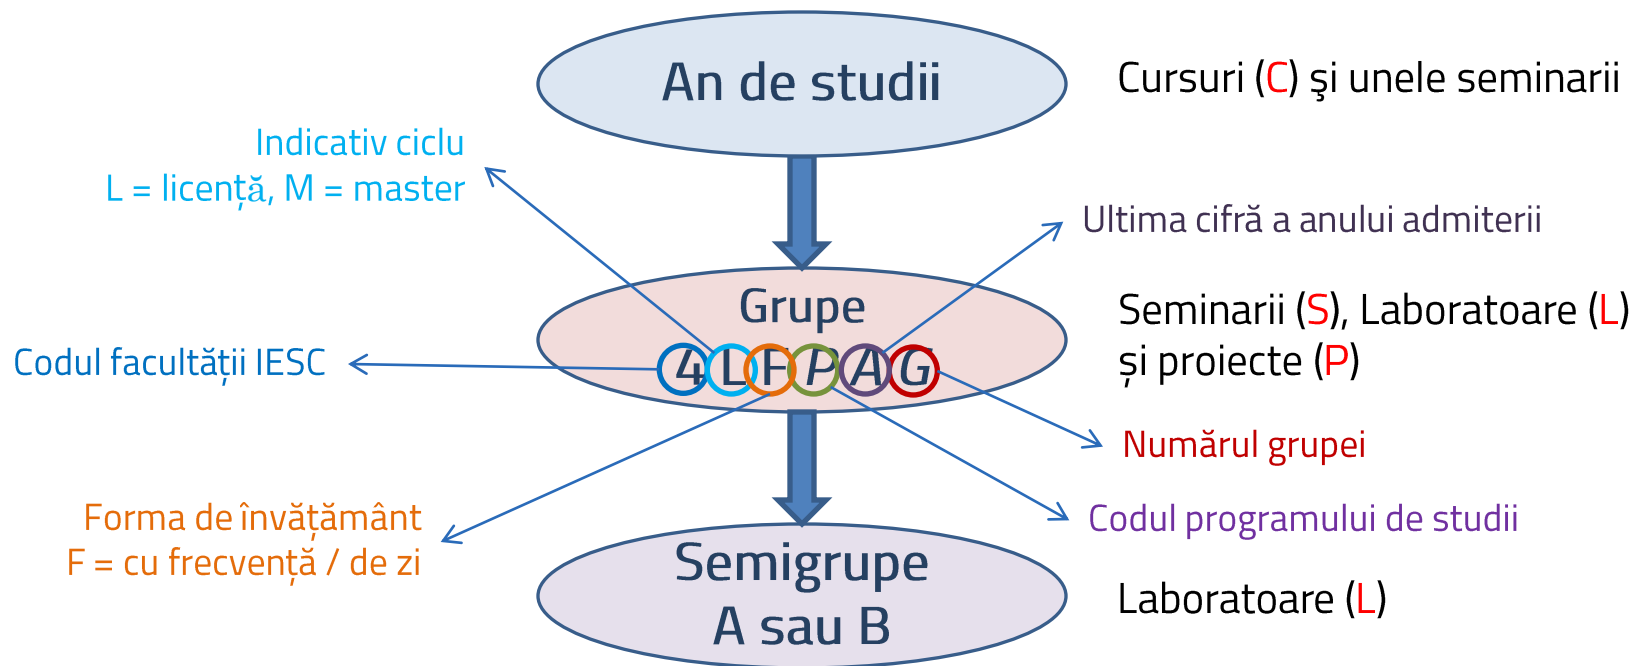 An de studii
Cursuri (C) şi unele seminarii
Indicativ ciclu
L = licență, M = master
Ultima cifră a anului admiterii
Grupe
4LFPAG
Seminarii (S), Laboratoare (L)
și proiecte (P)
Codul facultății IESC
Numărul grupei
Forma de învățământ
F = cu frecvență / de zi
Codul programului de studii
Semigrupe
A sau B
Laboratoare (L)